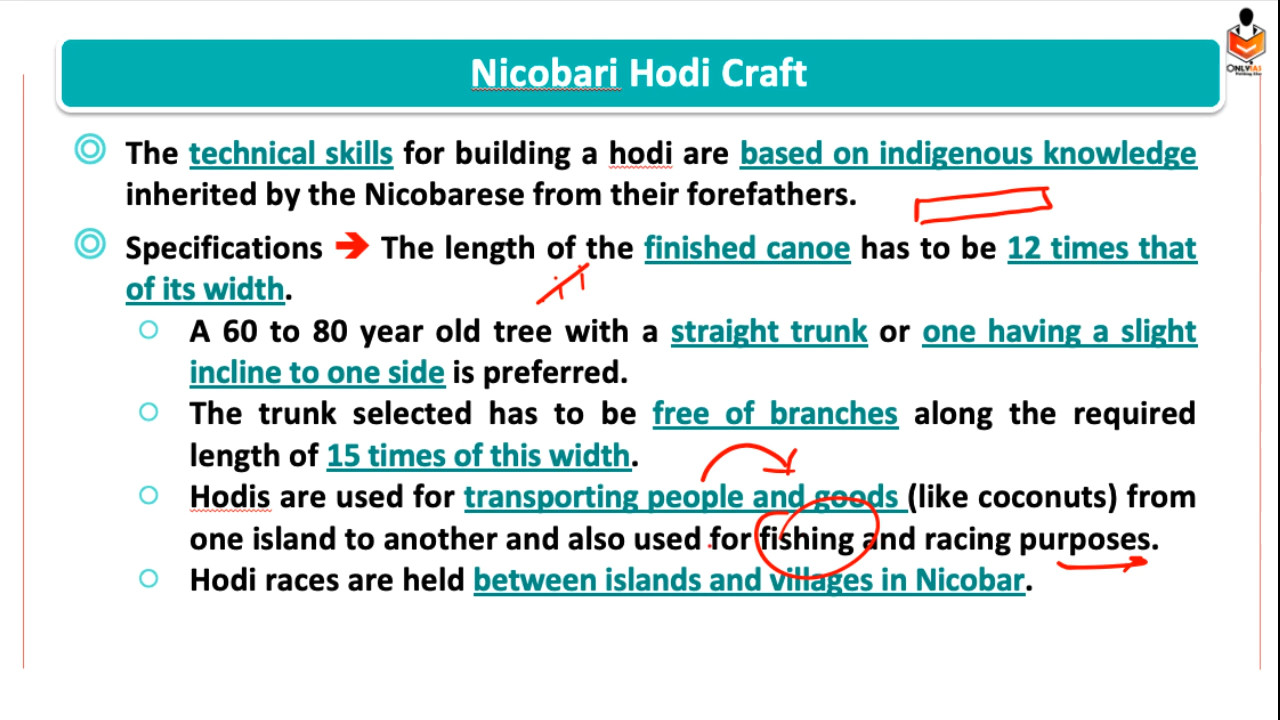 Nicobari Hodi Craft
ONLYIAS
The technical skills for building a hodi are based on indigenous knowledge
inherited by the Nicobarese from their forefathers.
Specifications ➔ The length of the finished canoe has to be 12 times that
of its width.
A 60 to 80 year old tree with a straight trunk or one having a slight
incline to one side is preferred.
The trunk selected has to be free of branches along the required
length of 15 times of this width.
Hodis are used for transporting people and goods (like coconuts) from
one island to another and also used for fishing and racing purposes.
Hodi races are held between islands and villages in Nicobar.